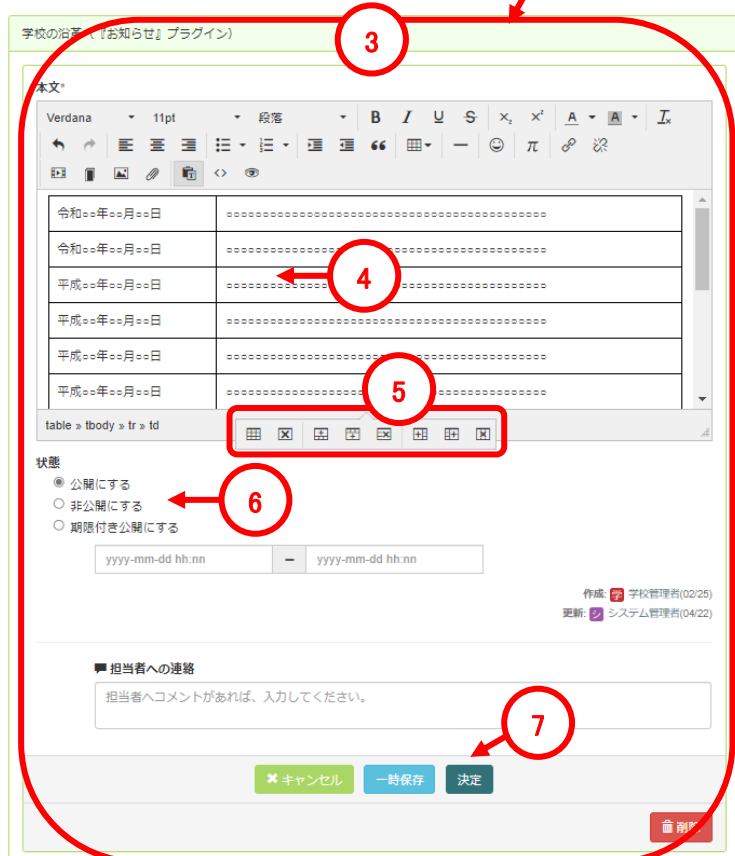 学校の沿革（『お知らせ』プラグイン）
3
本文*
Verdana 11pt 段落 B I U S X₂ X² A A Tx
π
令和○○年○○月○○日 ○○○○○○○○○○○○○○○○○○○○○○○○○○○○○○○○○○○○○○○○○○○○
令和○○年○○月○○日 ○○○○○○○○○○○○○○○○○○○○○○○○○○○○○○○○○○○○○○○○○○○○
平成○○年○○月○○日 ○○○○○○○○○○○○○○○○○○○○○○○○○○○○○○○○○○○○○○○○○○○○
4
平成○○年○○月○○日 ○○○○○○○○○○○○○○○○○○○○○○○○○○○○○○○○○○○○○○○○○○○○
平成○○年○○月○○日 ○○○○○○○○○○○○○○○○○○○○○○○○○○○○○○○○○○○○○○○○○○○○
平成○○年○○月○○日 ○○○○○○○○○○○○○○○○○○○○○○○○○○○○○○○○○○○○○○○○○○○○
5
table » tbody » tr » td
状態
公開にする
非公開にする
6
期限付き公開にする
yyyy-mm-dd hh:nn – yyyy-mm-dd hh:nn
作成: 学 学校管理者(02/25)
更新: シ システム管理者(04/22)
担当者への連絡
担当者へコメントがあれば、入力してください。
7
キャンセル 一時保存 決定
削除